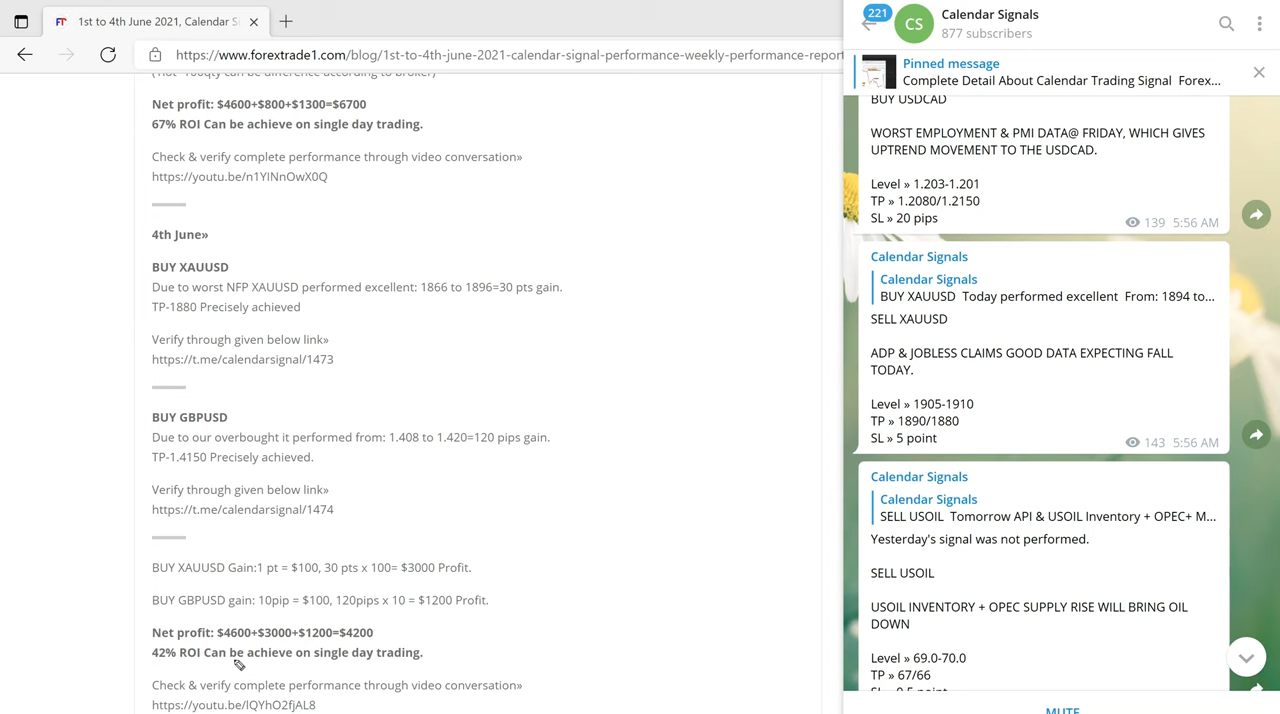 1st to 4th June 2021, Calendar S
https://www.forextrade1.com/blog/1st-to-4th-june-2021-calendar-signal-performance-weekly-performance-repor
Net profit: $4600+$800+$1300=$6700
67% ROI Can be achieve on single day trading.
Check & verify complete performance through video conversation»
https://youtu.be/n1YINnOwX0Q
4th June»
BUY XAUUSD
Due to worst NFP XAUUSD performed excellent: 1866 to 1896=30 pts gain.
TP-1880 Precisely achieved
Verify through given below link»
https://t.me/calendarsignal/1473
BUY GBPUSD
Due to our overbought it performed from: 1.408 to 1.420=120 pips gain.
TP-1.4150 Precisely achieved.
Verify through given below link»
https://t.me/calendarsignal/1474
BUY XAUUSD Gain:1 pt = $100, 30 pts x 100= $3000 Profit.
BUY GBPUSD gain: 10pip = $100, 120pips x 10 = $1200 Profit.
Net profit: $4600+$3000+$1200=$4200
42% ROI Can be achieve on single day trading.
Check & verify complete performance through video conversation»
https://youtu.be/lQYhO2fjAL8
221
CS
Calendar Signals
877 subscribers
Pinned message
Complete Detail About Calendar Trading Signal Forex...
BUY USDCAD
WORST EMPLOYMENT & PMI DATA@ FRIDAY, WHICH GIVES
UPTREND MOVEMENT TO THE USDCAD.
Level » 1.203-1.201
TP » 1.2080/1.2150
SL » 20 pips
139 5:56 AM
Calendar Signals
Calendar Signals
BUY XAUUSD Today performed excellent From: 1894 to...
SELL XAUUSD
ADP & JOBLESS CLAIMS GOOD DATA EXPECTING FALL
TODAY.
Level » 1905-1910
TP » 1890/1880
SL » 5 point
143 5:56 AM
Calendar Signals
Calendar Signals
SELL USOIL Tomorrow API & USOIL Inventory + OPEC+ M...
Yesterday's signal was not performed.
SELL USOIL
USOIL INVENTORY + OPEC SUPPLY RISE WILL BRING OIL
DOWN
Level » 69.0-70.0
TP » 67/66
SL » 0.5 point
MUTE